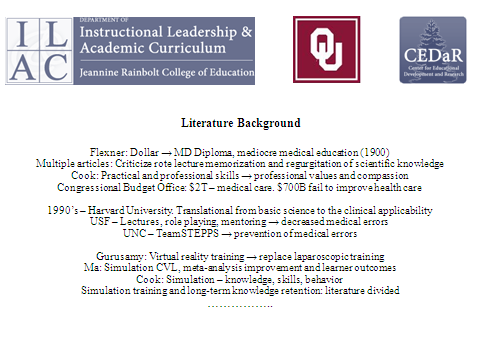 I L
A C
DEPARTMENT OF
Instructional Leadership &
Academic Curriculum
Jeannine Rainbolt College of Education
OU
CEDaR
Center for Educational
Development and Research
Literature Background
Flexner: Dollar → MD Diploma, mediocre medical education (1900)
Multiple articles: Criticize rote lecture memorization and regurgitation of scientific knowledge
Cook: Practical and professional skills → professional values and compassion
Congressional Budget Office: $2T – medical care. $700B fail to improve health care
1990's – Harvard University. Translational from basic science to the clinical applicability
USF – Lectures, role playing, mentoring → decreased medical errors
UNC – TeamSTEPPS → prevention of medical errors
Gurusamy: Virtual reality training → replace laparoscopic training
Ma: Simulation CVL, meta-analysis improvement and learner outcomes
Cook: Simulation – knowledge, skills, behavior
Simulation training and long-term knowledge retention: literature divided
……………..